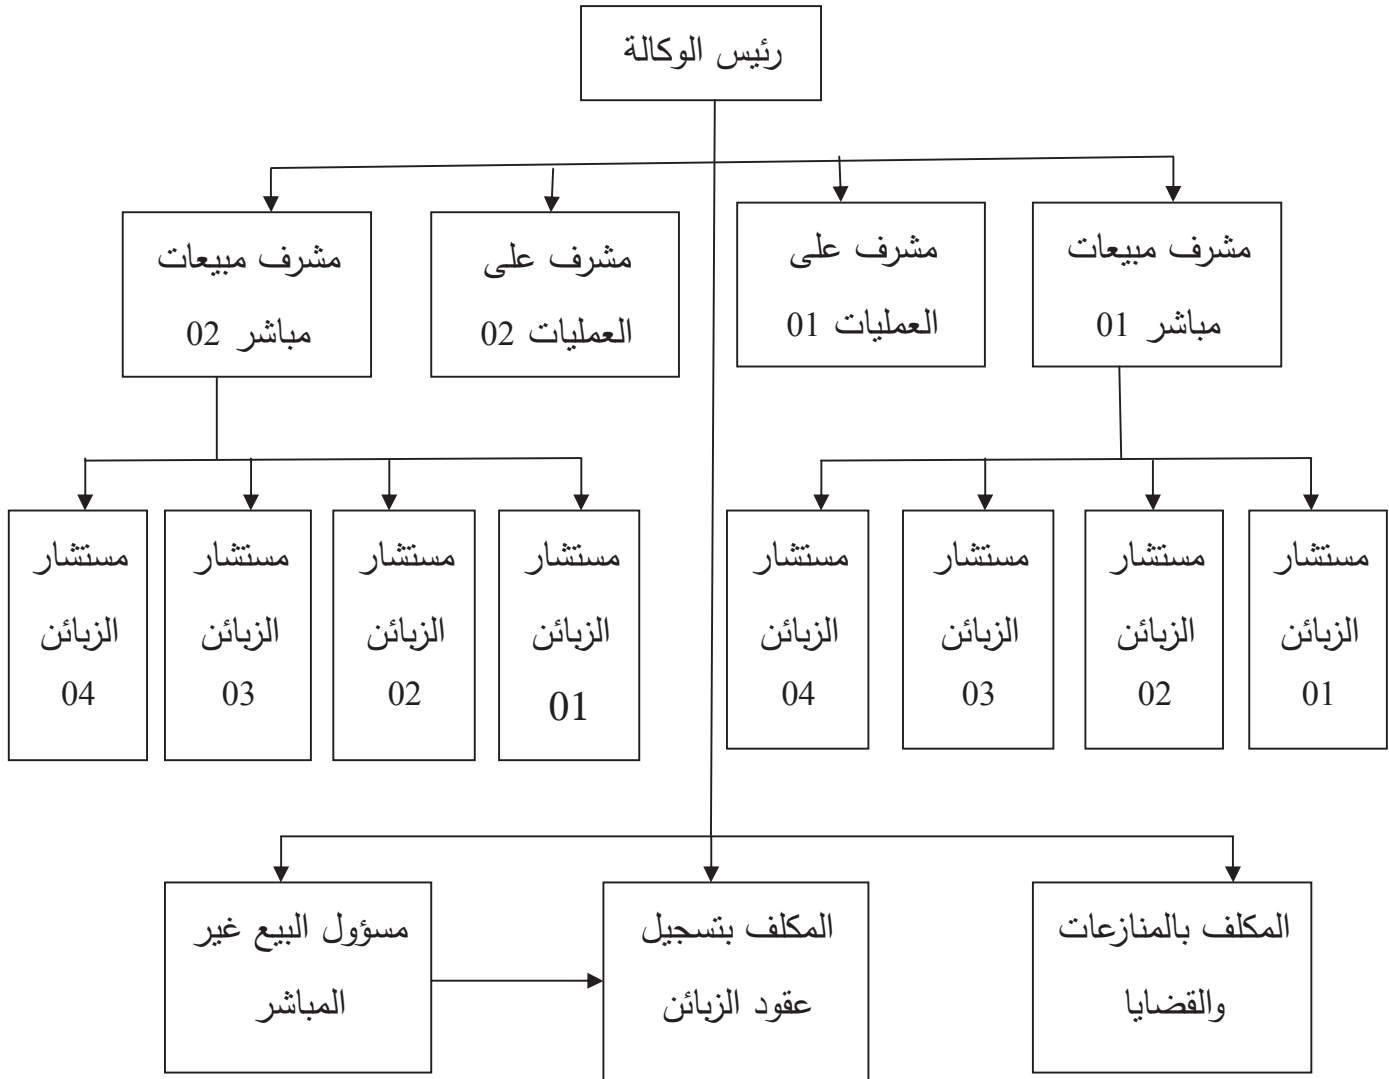 رئيس الوكالة
مشرف مبيعات
مباشر 01
مشرف على
العمليات 01
مشرف على
العمليات 02
مشرف مبيعات
مباشر 02
مستشار
الزبائن
01
مستشار
الزبائن
02
مستشار
الزبائن
03
مستشار
الزبائن
04
مستشار
الزبائن
01
مستشار
الزبائن
02
مستشار
الزبائن
03
مستشار
الزبائن
04
المكلف بالمنازعات
والقضايا
المكلف بتسجيل
عقود الزبائن
مسؤول البيع غير
المباشر